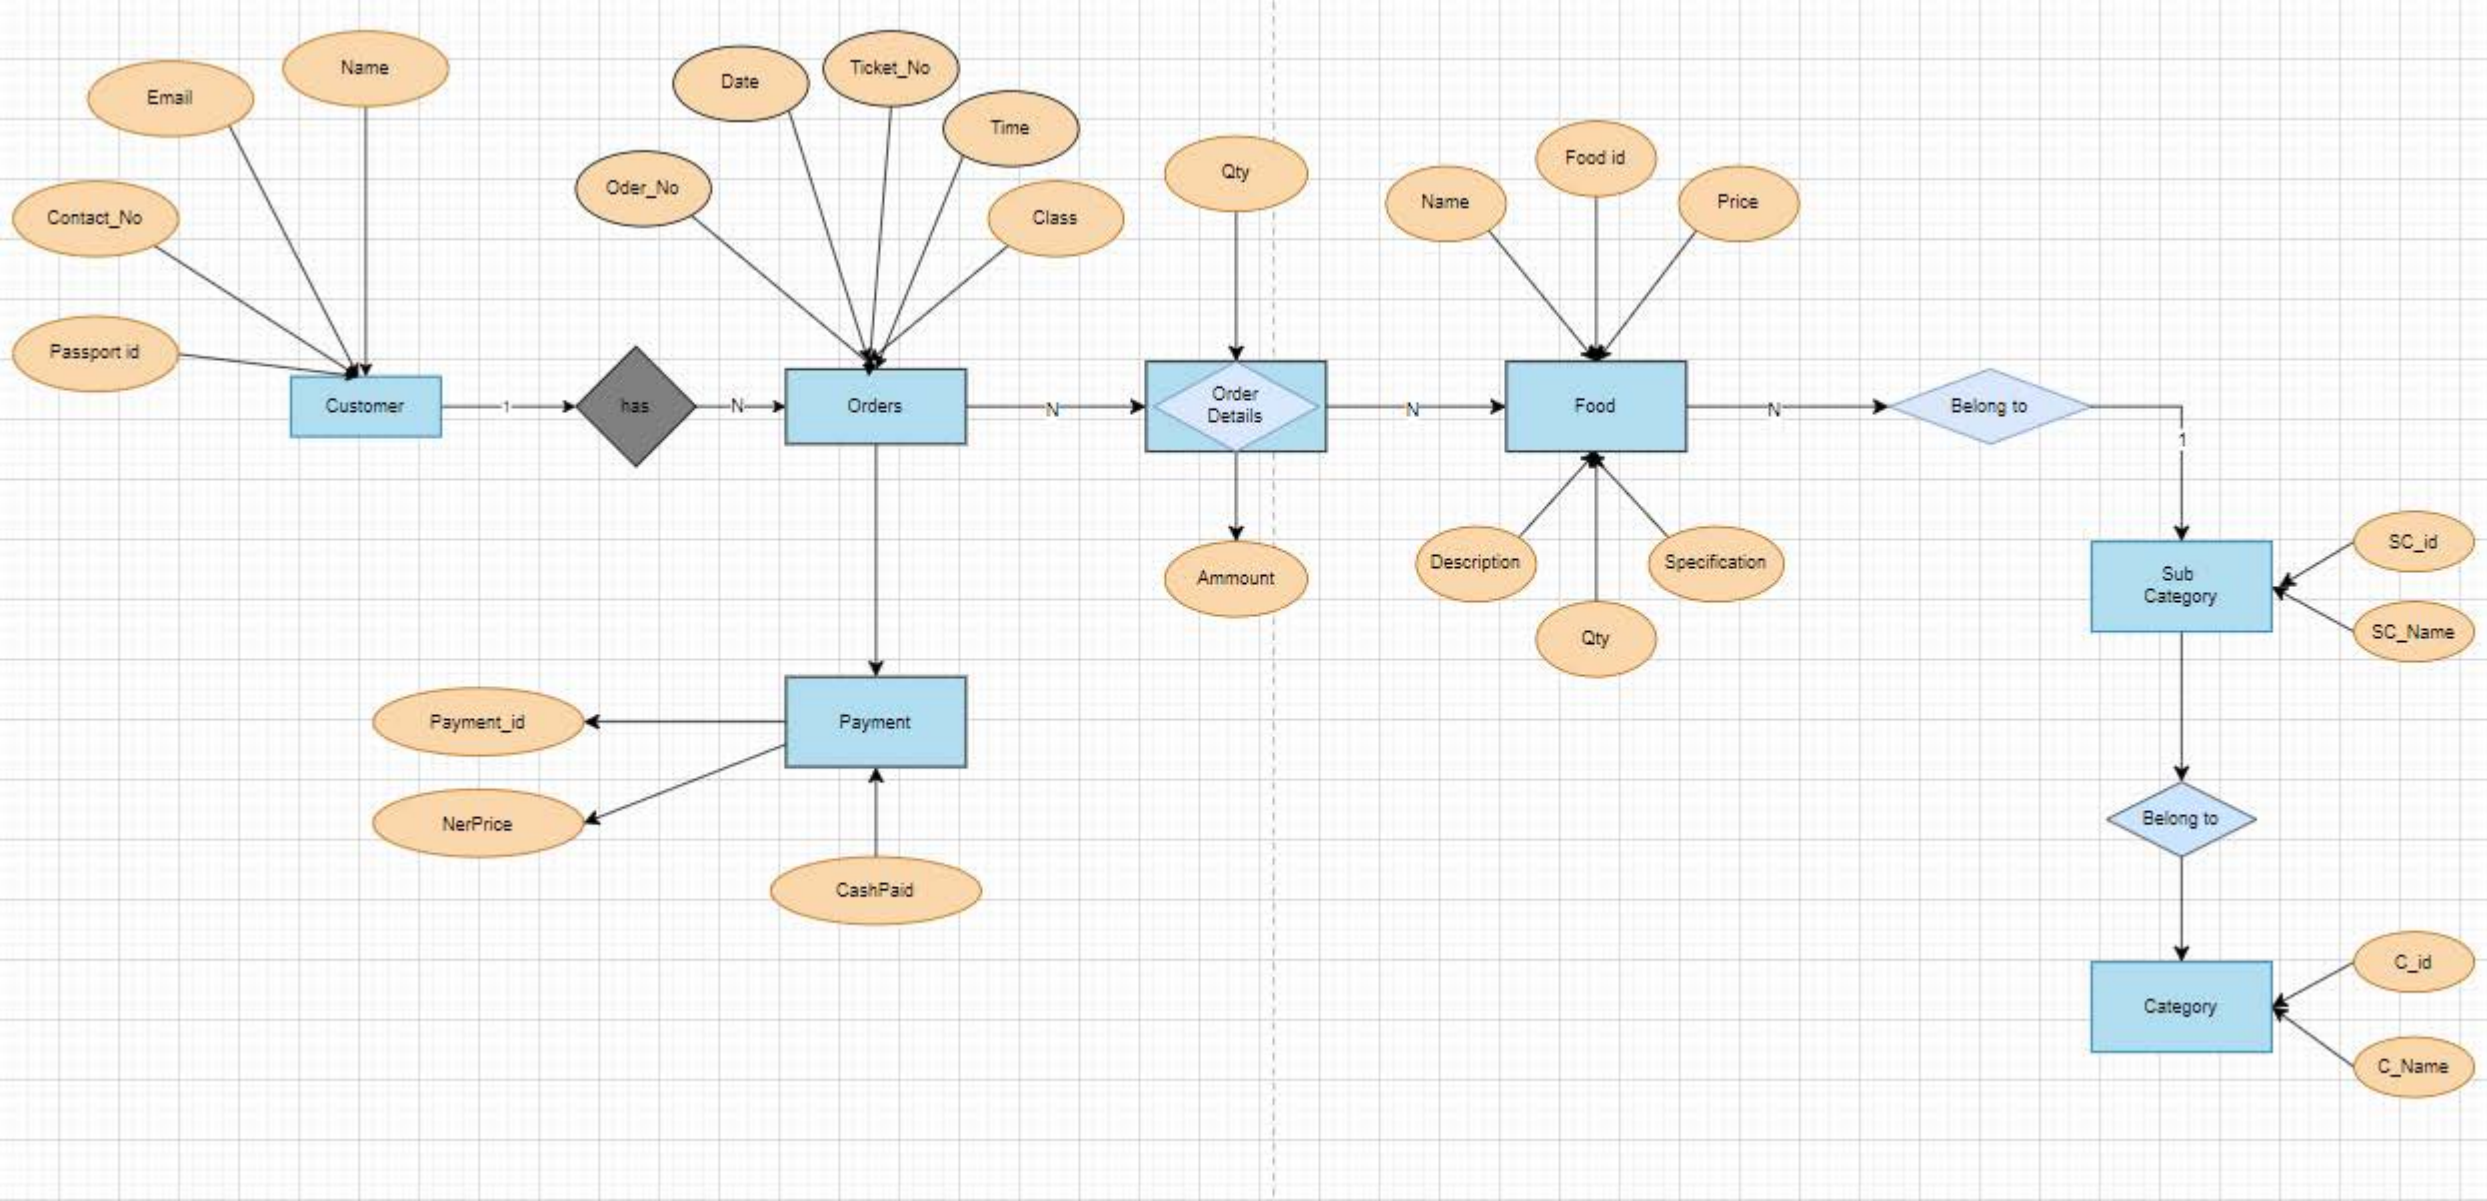 Name
Email
Contact_No
Passport id
Customer
1
has
N
Date
Ticket_No
Time
Oder_No
Class
Orders
N
Qty
Order
Details
Ammount
N
Food id
Name
Price
Food
Description
Specification
Qty
N
Belong to
1
SC_id
Sub
Category
SC_Name
Payment_id
Payment
NerPrice
CashPaid
Belong to
C_id
Category
C_Name